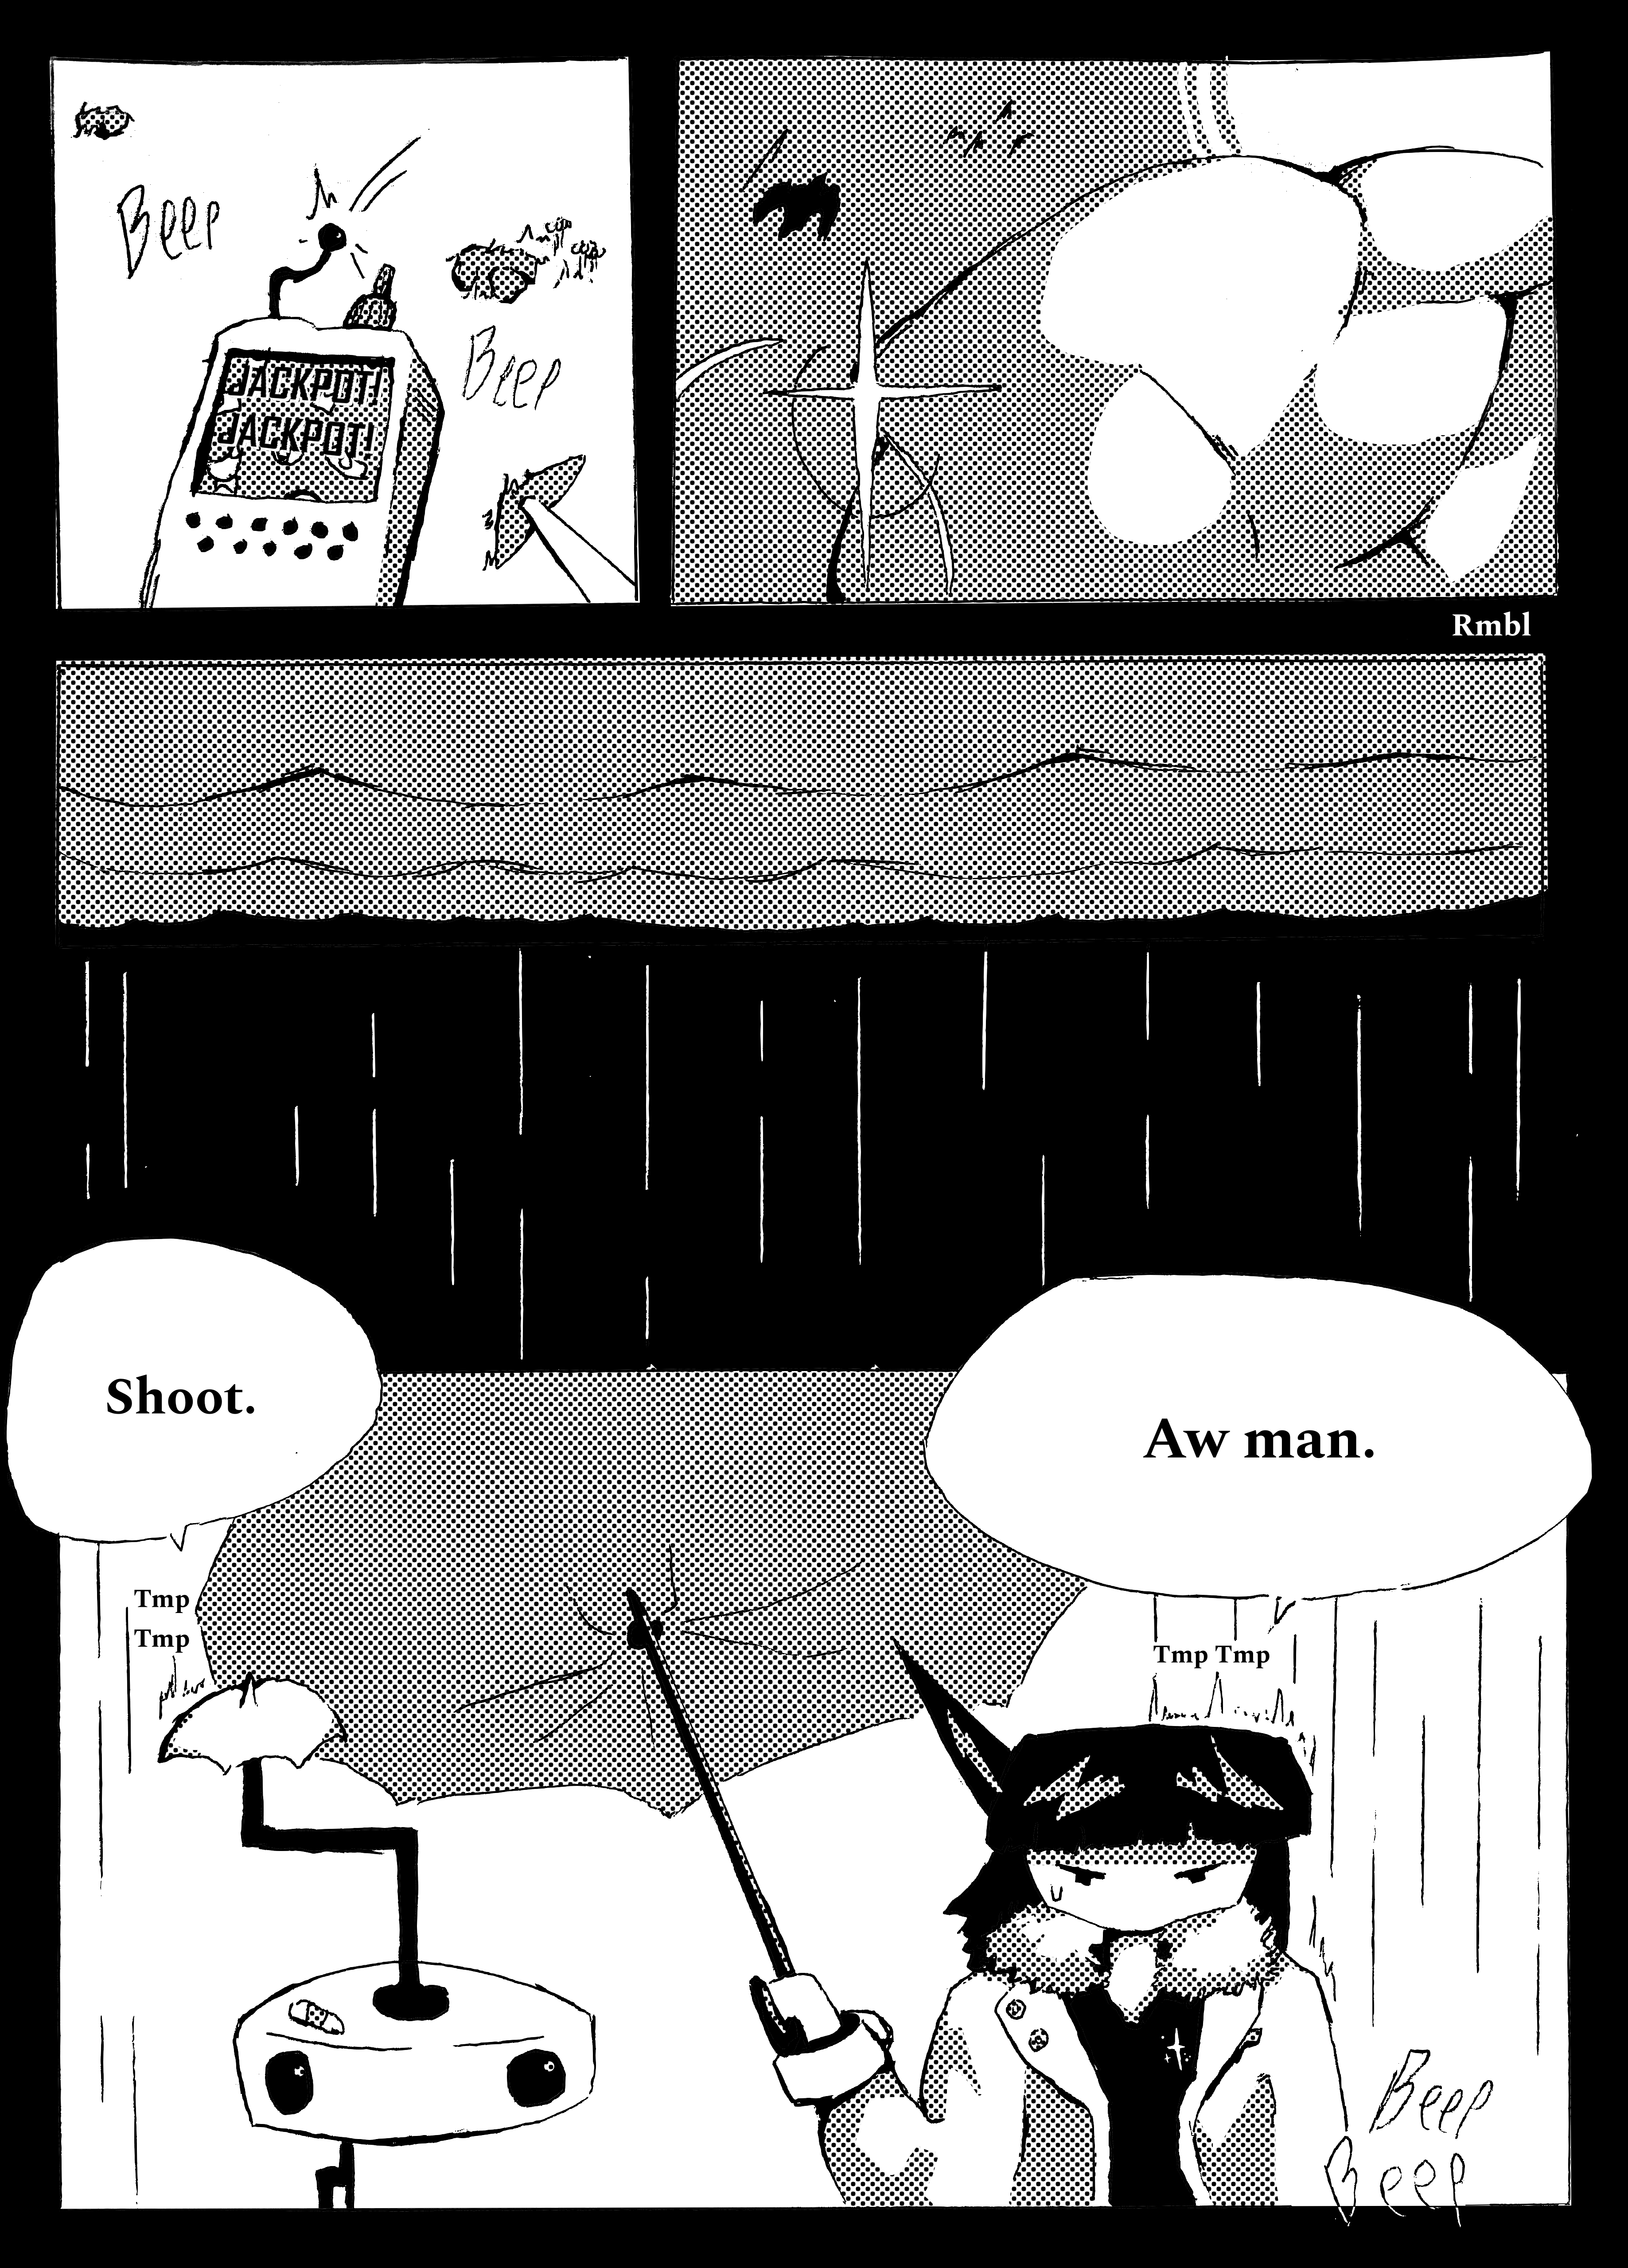 Beep
JACKPOT!
JACKPOT!
Beep
Rmbl
Shoot.
Aw man.
Tmp
Tmp
Tmp Tmp
Beep
Beep